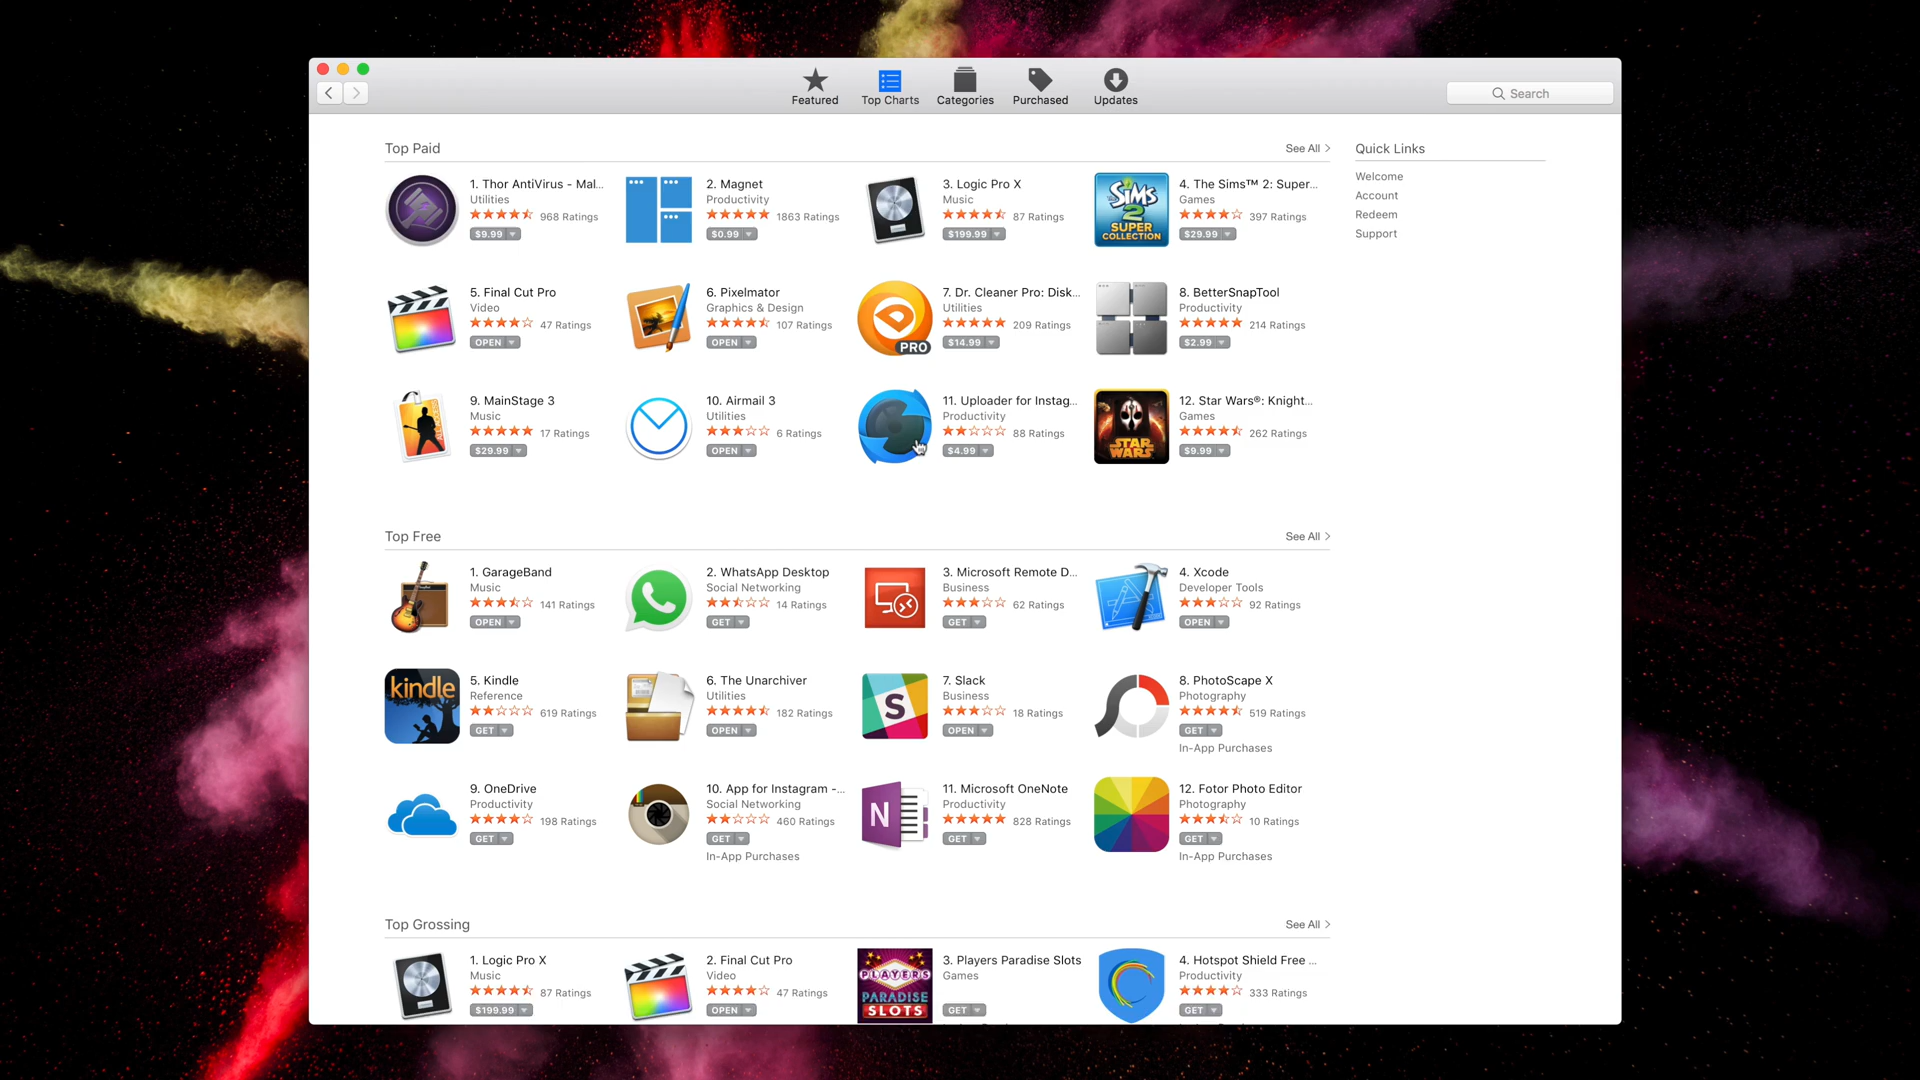 Featured
Top Charts
Categories
Purchased
Updates
Search
Top Paid
See All >
1. Thor AntiVirus - Mal...
Utilities
968 Ratings
$9.99
2. Magnet
Productivity
1863 Ratings
$0.99
3. Logic Pro X
Music
87 Ratings
$199.99
SIMS
2
SUPER
COLLECTION
4. The Sims™ 2: Super...
Games
397 Ratings
$29.99
5. Final Cut Pro
Video
47 Ratings
OPEN
6. Pixelmator
Graphics & Design
107 Ratings
OPEN
PRO
7. Dr. Cleaner Pro: Disk...
Utilities
209 Ratings
$14.99
8. BetterSnapTool
Productivity
214 Ratings
$2.99
9. MainStage 3
Music
17 Ratings
$29.99
10. Airmail 3
Utilities
6 Ratings
OPEN
11. Uploader for Instag...
Productivity
88 Ratings
$4.99
STAR
WARS
12. Star Wars®: Knight...
Games
262 Ratings
$9.99
Quick Links
Welcome
Account
Redeem
Support
Top Free
See All >
1. GarageBand
Music
141 Ratings
OPEN
2. WhatsApp Desktop
Social Networking
14 Ratings
GET
3. Microsoft Remote D...
Business
62 Ratings
GET
4. Xcode
Developer Tools
92 Ratings
OPEN
kindle
5. Kindle
Reference
619 Ratings
GET
6. The Unarchiver
Utilities
182 Ratings
OPEN
S
7. Slack
Business
18 Ratings
OPEN
8. PhotoScape X
Photography
519 Ratings
GET
In-App Purchases
9. OneDrive
Productivity
198 Ratings
GET
10. App for Instagram -...
Social Networking
460 Ratings
GET
In-App Purchases
N
11. Microsoft OneNote
Productivity
828 Ratings
GET
12. Fotor Photo Editor
Photography
10 Ratings
GET
In-App Purchases
Top Grossing
See All >
1. Logic Pro X
Music
87 Ratings
$199.99
2. Final Cut Pro
Video
47 Ratings
OPEN
PLAYERS
PARADISE
SLOTS
3. Players Paradise Slots
Games
GET
4. Hotspot Shield Free ...
Productivity
333 Ratings
GET